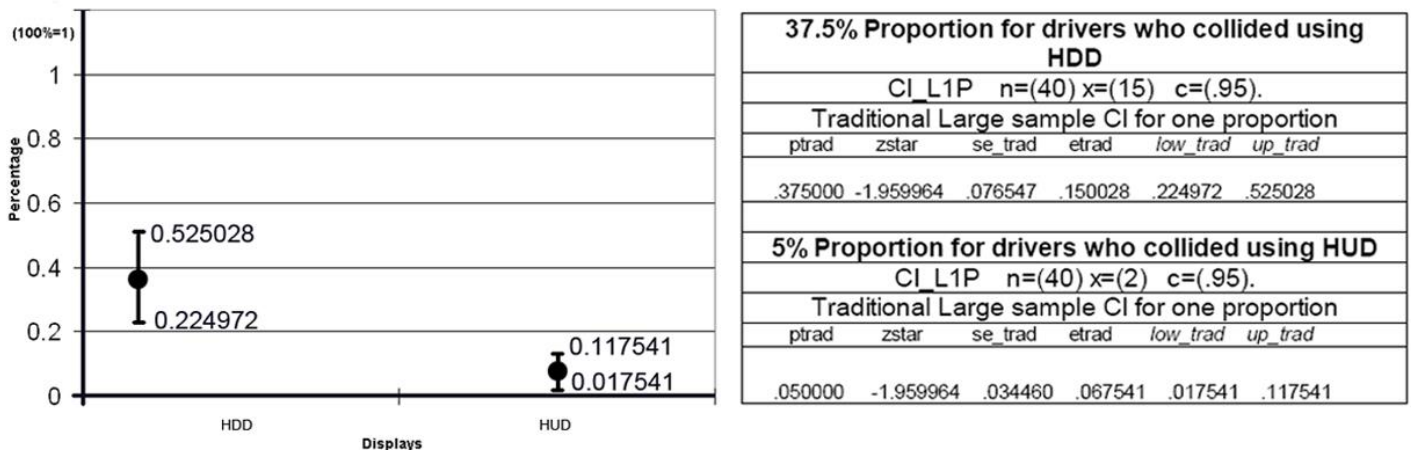 (100%=1)
1
0.8
0.6
0.4
0.2
0
Percentage
0.525028
0.224972
0.117541
0.017541
HDD
HUD
Displays
37.5% Proportion for drivers who collided using
HDD
CI_L1P n=(40) x=(15) c=(.95).
Traditional Large sample CI for one proportion
ptrad zstar se_trad etrad low_trad up_trad
.375000 -1.959964 .076547 .150028 .224972 .525028
5% Proportion for drivers who collided using HUD
CI_L1P n=(40) x=(2) c=(.95).
Traditional Large sample CI for one proportion
ptrad zstar se_trad etrad low_trad up_trad
.050000 -1.959964 .034460 .067541 .017541 .117541